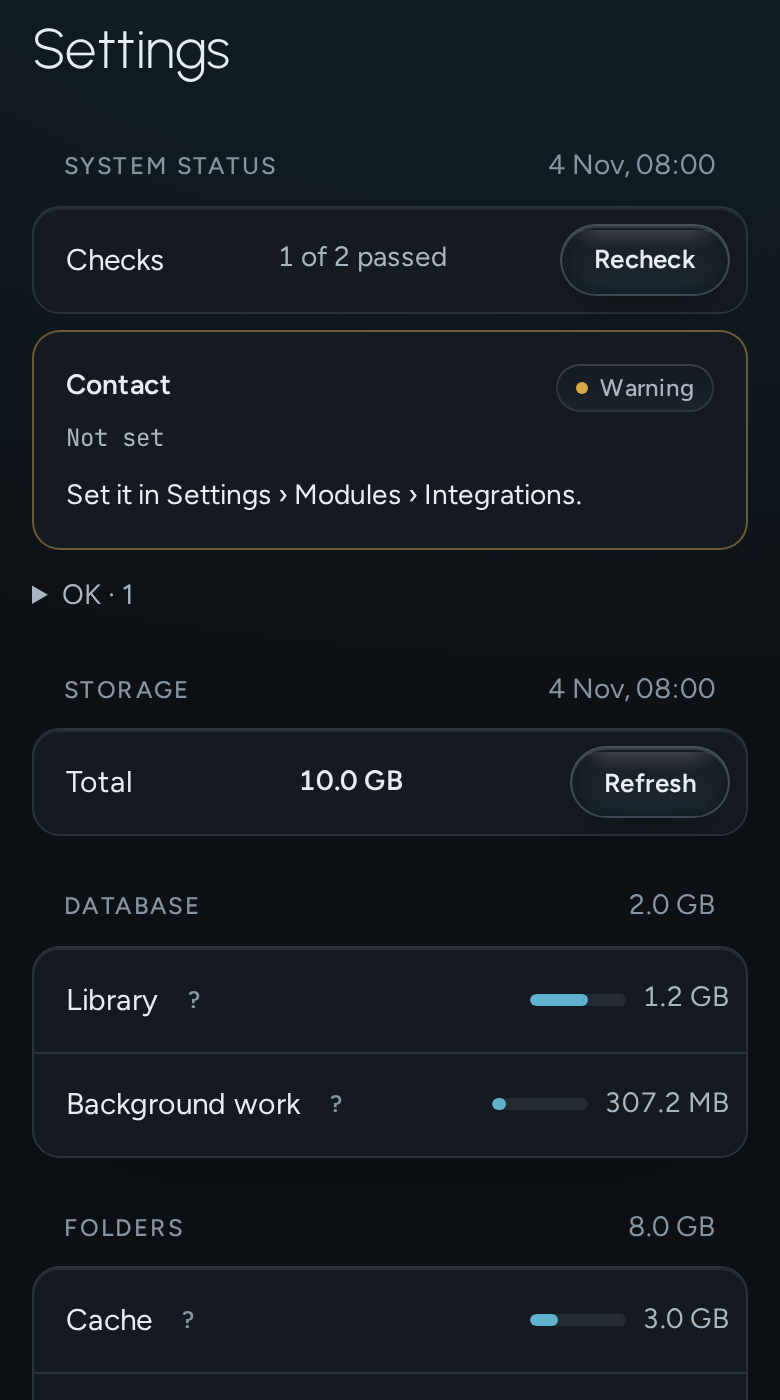 Settings
SYSTEM STATUS 4 Nov, 08:00
Checks 1 of 2 passed Recheck
Contact Warning
Not set
Set it in Settings › Modules › Integrations.
OK · 1
STORAGE 4 Nov, 08:00
Total 10.0 GB Refresh
DATABASE 2.0 GB
Library ? 1.2 GB
Background work ? 307.2 MB
FOLDERS 8.0 GB
Cache ? 3.0 GB